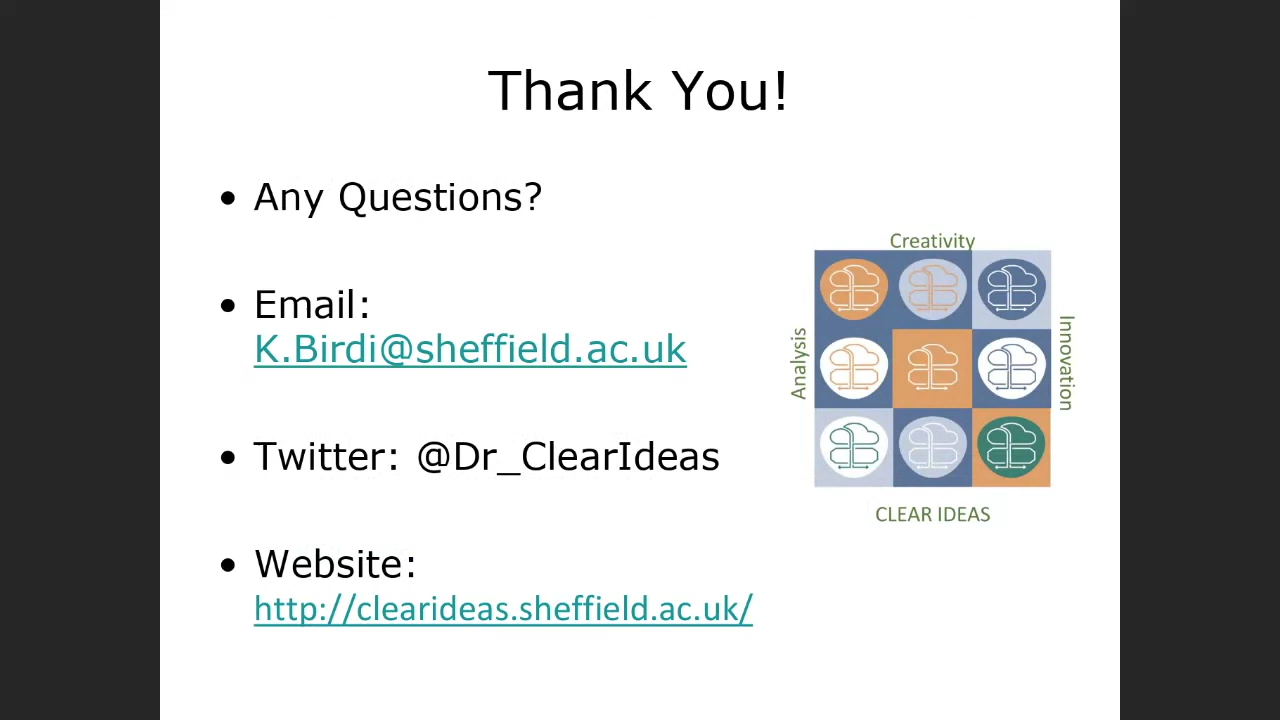 Thank You!
• Any Questions?
• Email:
K.Birdi@sheffield.ac.uk
• Twitter: @Dr_ClearIdeas
• Website:
http://clearideas.sheffield.ac.uk/
Creativity
Analysis
Innovation
CLEAR IDEAS